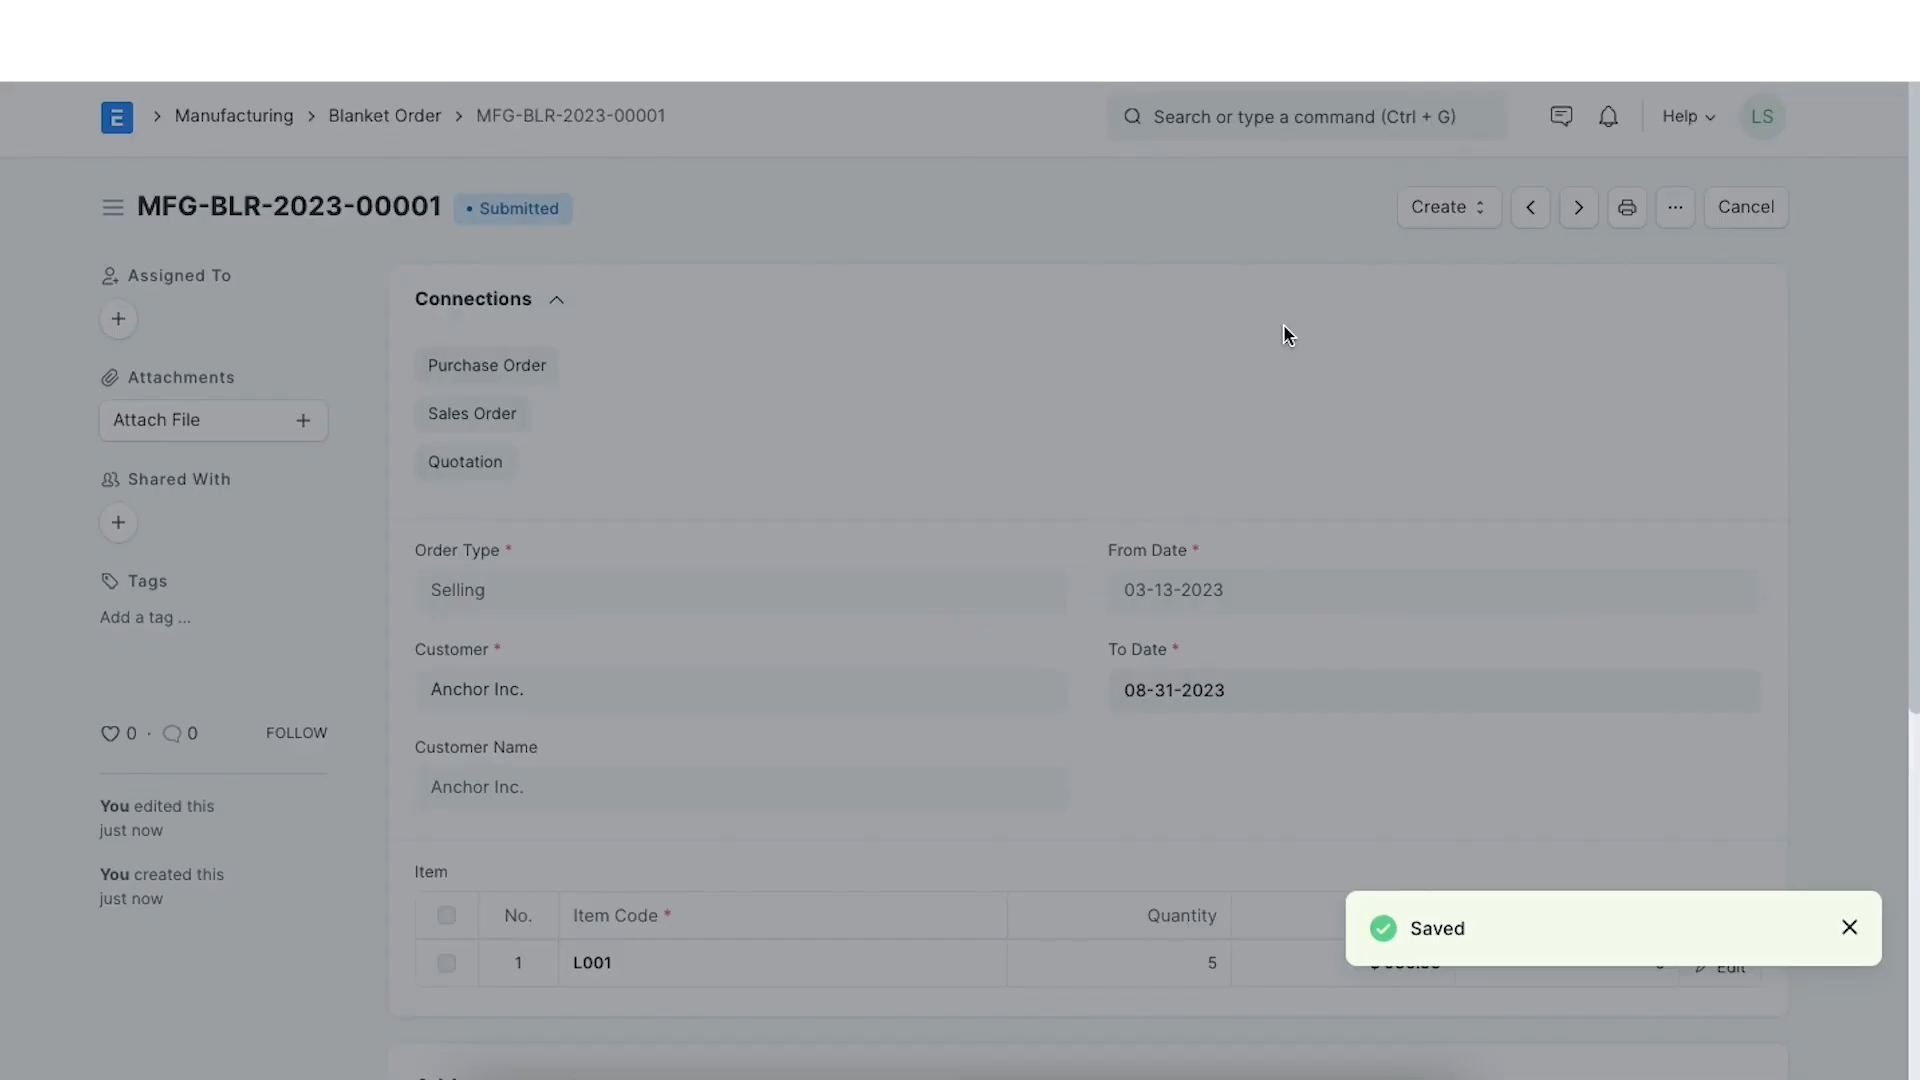 E > Manufacturing > Blanket Order > MFG-BLR-2023-00001 Search or type a command (Ctrl + G) Help LS
MFG-BLR-2023-00001 • Submitted Create ... Cancel
Assigned To
+
Attachments
Attach File +
Shared With
+
Tags
Add a tag ...
0 · 0 FOLLOW
You edited this
just now
You created this
just now
Connections
Purchase Order
Sales Order
Quotation
Order Type *
Selling
From Date *
03-13-2023
Customer *
Anchor Inc.
To Date *
08-31-2023
Customer Name
Anchor Inc.
Item
No. Item Code * Quantity
1 L001 5 Edit
Saved